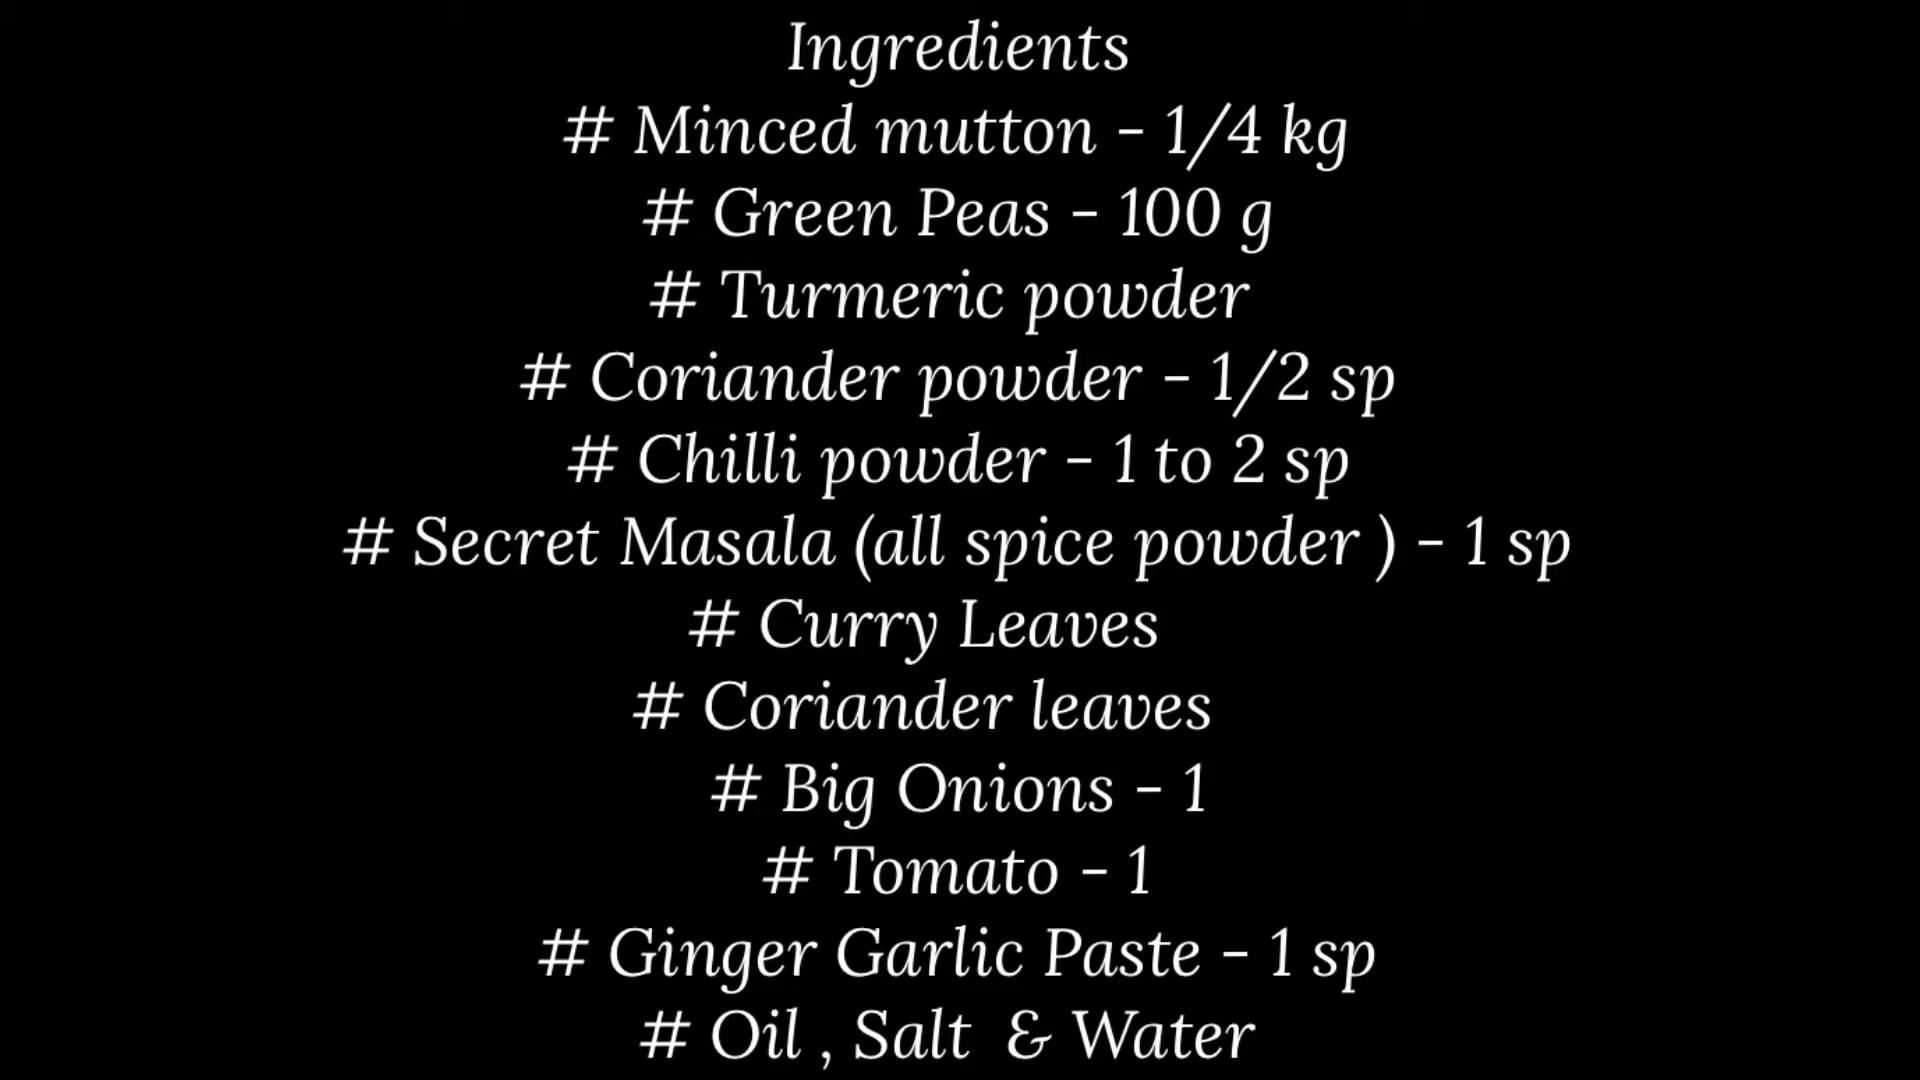 Ingredients
# Minced mutton - 1/4 kg
# Green Peas - 100 g
# Turmeric powder
# Coriander powder - 1/2 sp
# Chilli powder - 1 to 2 sp
# Secret Masala (all spice powder ) - 1 sp
# Curry Leaves
# Coriander leaves
# Big Onions - 1
# Tomato - 1
# Ginger Garlic Paste - 1 sp
# Oil , Salt & Water